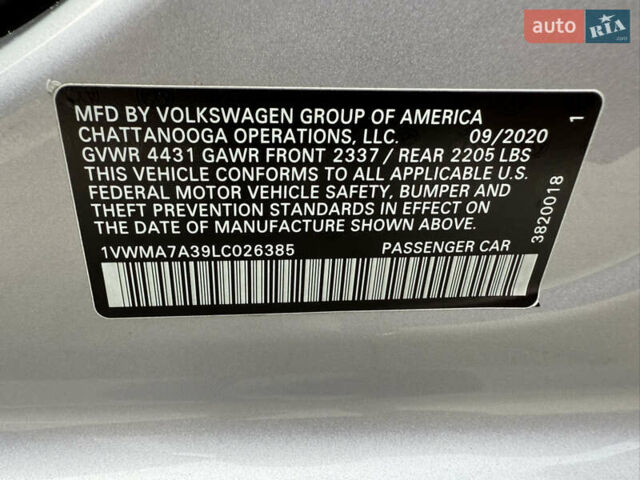 auto RIA
.com
MFD BY VOLKSWAGEN GROUP OF AMERICA
CHATTANOOGA OPERATIONS, LLC. 09/2020
GVWR 4431 GAWR FRONT 2337 / REAR 2205 LBS
THIS VEHICLE CONFORMS TO ALL APPLICABLE U.S.
FEDERAL MOTOR VEHICLE SAFETY, BUMPER AND
THEFT PREVENTION STANDARDS IN EFFECT ON
THE DATE OF MANUFACTURE SHOWN ABOVE.
1VWMA7A39LC026385 PASSENGER CAR
3820018
1